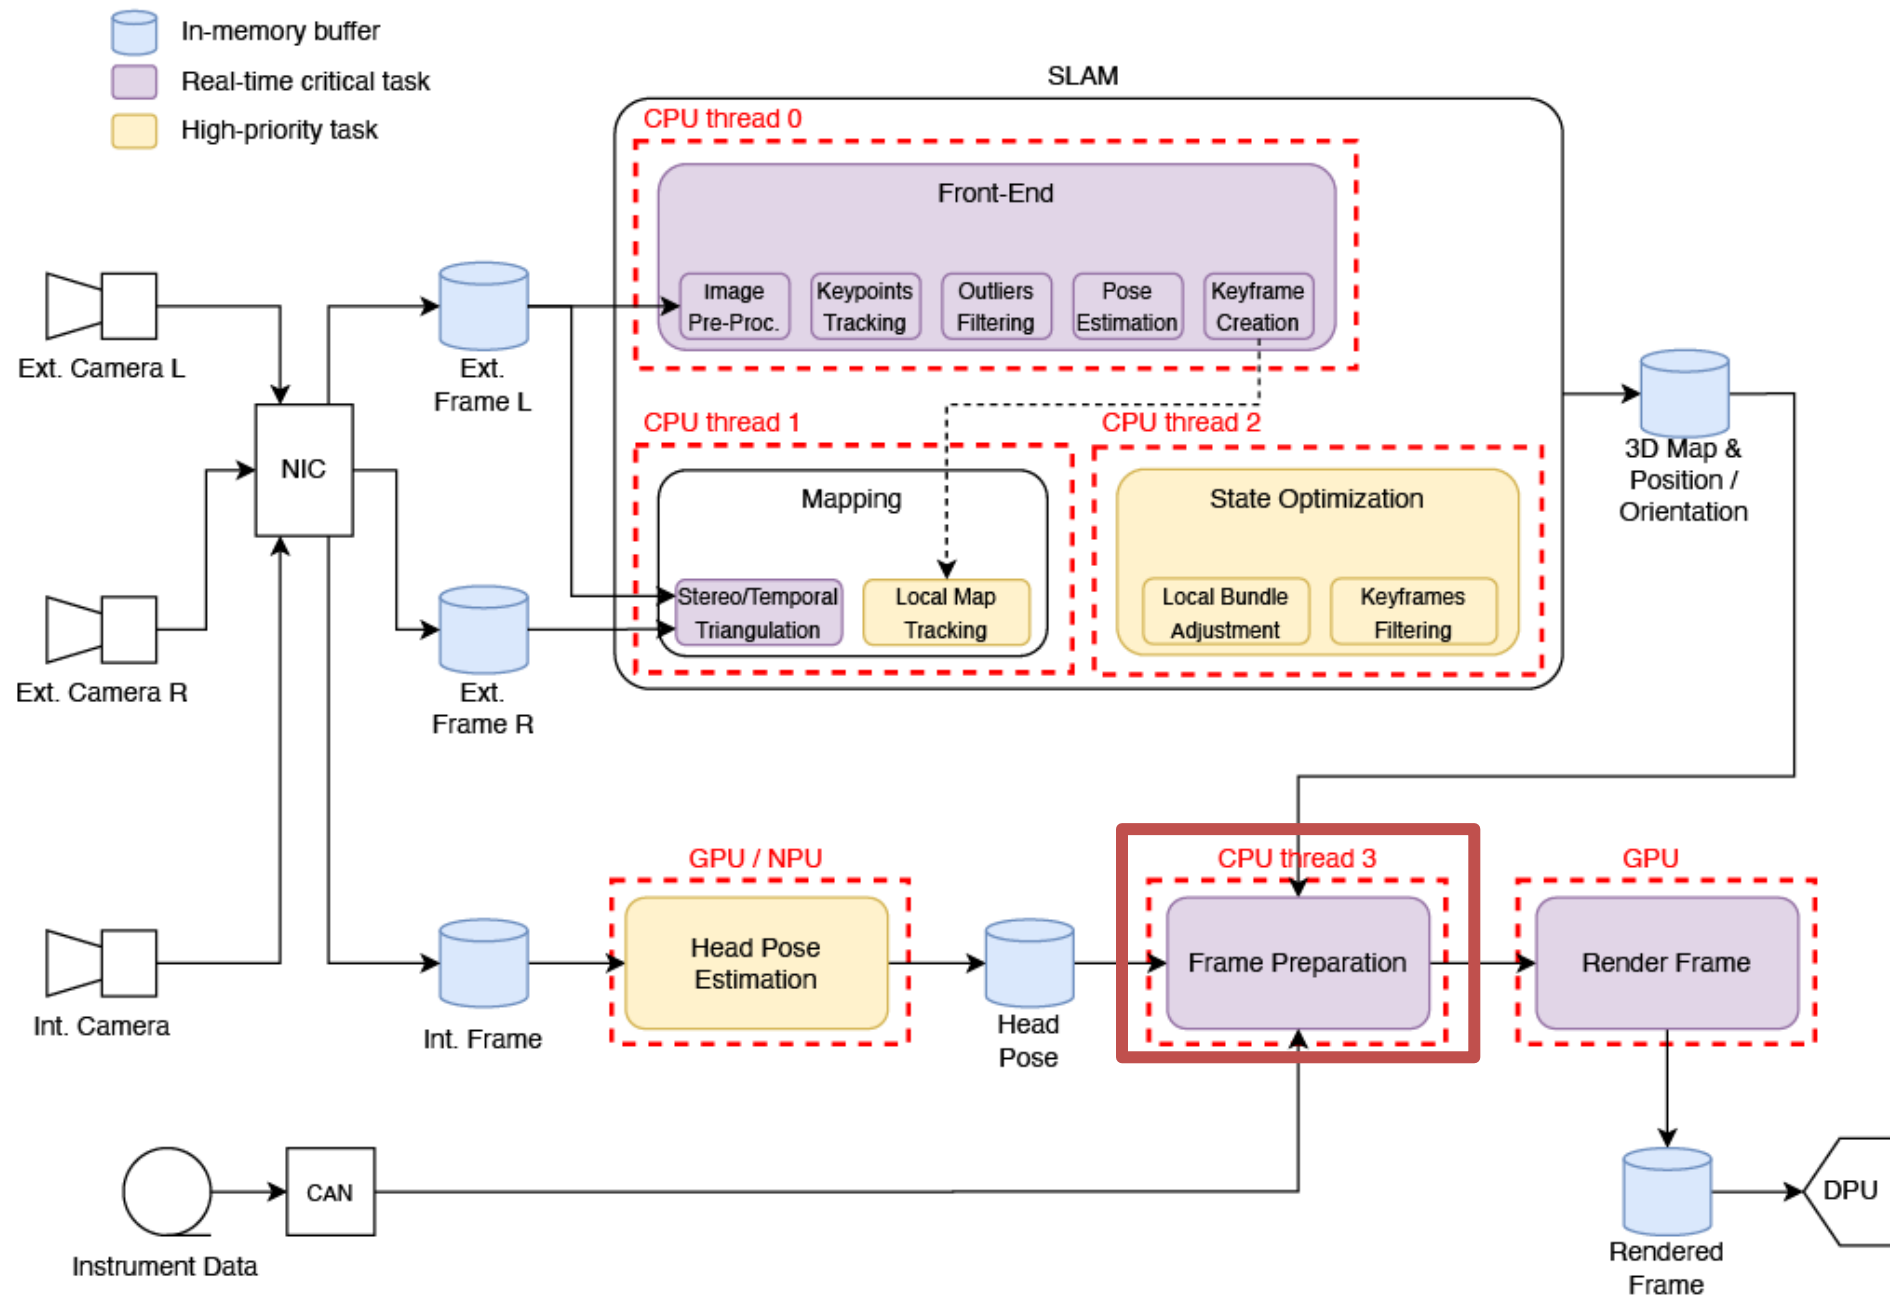 In-memory buffer
Real-time critical task
High-priority task
SLAM
CPU thread 0
Front-End
Image
Pre-Proc.
Keypoints
Tracking
Outliers
Filtering
Pose
Estimation
Keyframe
Creation
Ext. Camera L
Ext.
Frame L
NIC
CPU thread 1
Mapping
Stereo/Temporal
Triangulation
Local Map
Tracking
CPU thread 2
State Optimization
Local Bundle
Adjustment
Keyframes
Filtering
3D Map &
Position /
Orientation
Ext. Camera R
Ext.
Frame R
GPU / NPU
Head Pose
Estimation
CPU thread 3
Frame Preparation
GPU
Render Frame
Int. Camera
Int. Frame
Head
Pose
Instrument Data
CAN
Rendered
Frame
DPU